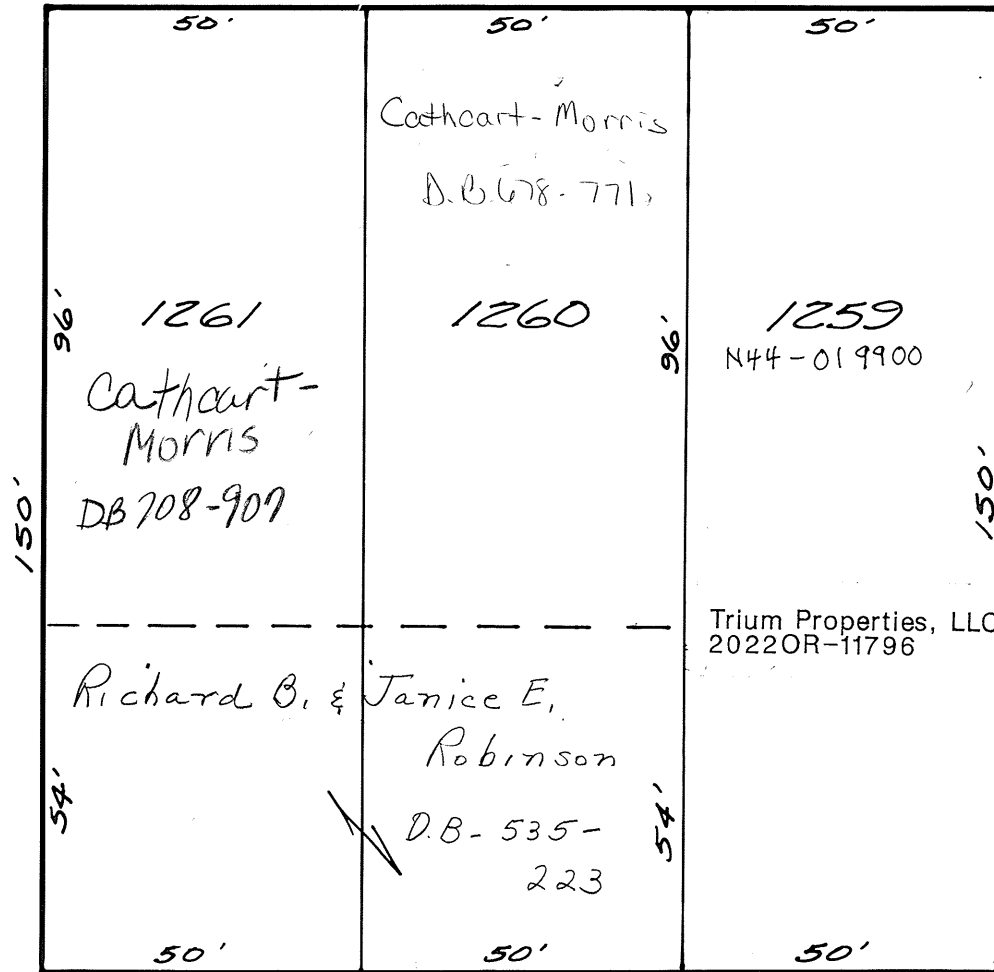 50' 50' 50'
Cathcart-Morris
D.B. 678-771
96' 1261 1260 96' 1259
N44-019900
Cathcart-
Morris
DB 708-907
150' 150'
Trium Properties, LLC
2022OR-11796
Richard B. & Janice E.
Robinson
54' D.B- 535- 54'
223
50' 50' 50'